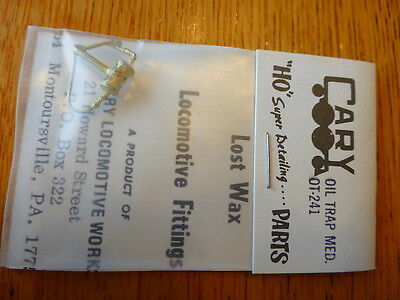 CARY
OIL TRAP MED.
OT-241
"HO" Super Detailing.... PARTS
Lost Wax
Locomotive Fittings
A PRODUCT OF
CARY LOCOMOTIVE WORKS
Howard Street
P.O. Box 322
Montoursville, PA.